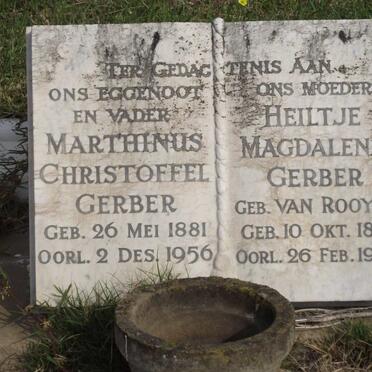 TER GEDACHTENIS AAN
ONS EGGENOOT
EN VADER
MARTHINUS
CHRISTOFFEL
GERBER
GEB. 26 MEI 1881
OORL. 2 DES. 1956
ONS MOEDER
HEILTJE
MAGDALEN
GERBER
GEB. VAN ROOY
GEB. 10 OKT. 18
OORL. 26 FEB. 19